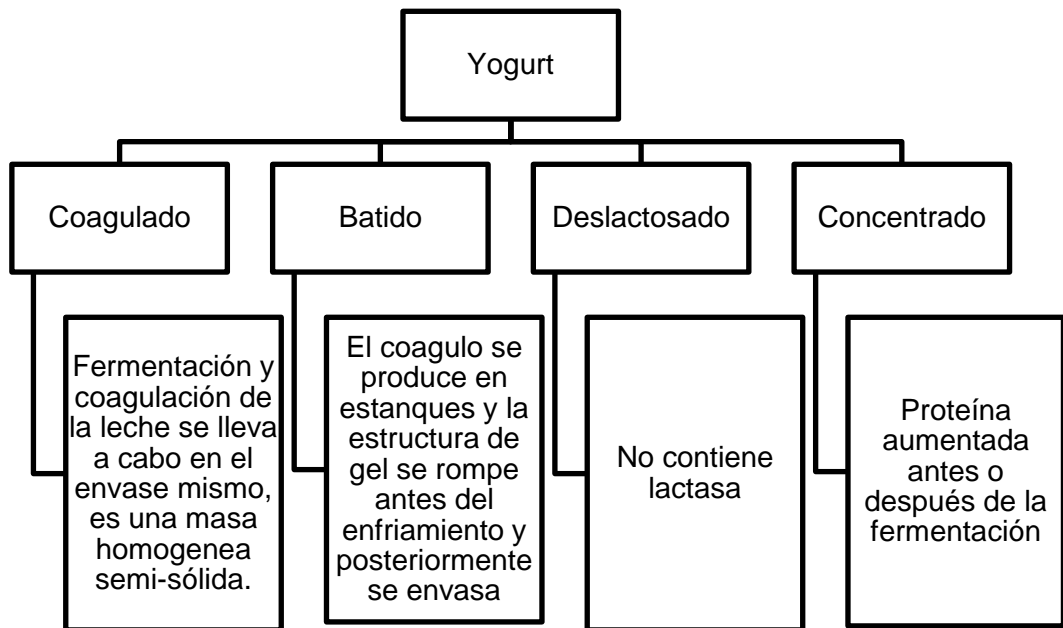 Yogurt
Coagulado
Batido
Deslactosado
Concentrado
Fermentación y
coagulación de
la leche se lleva
a cabo en el
envase mismo,
es una masa
homogenea
semi-sólida.
El coagulo se
produce en
estanques y la
estructura de
gel se rompe
antes del
enfriamiento y
posteriormente
se envasa
No contiene
lactasa
Proteína
aumentada
antes o
después de la
fermentación